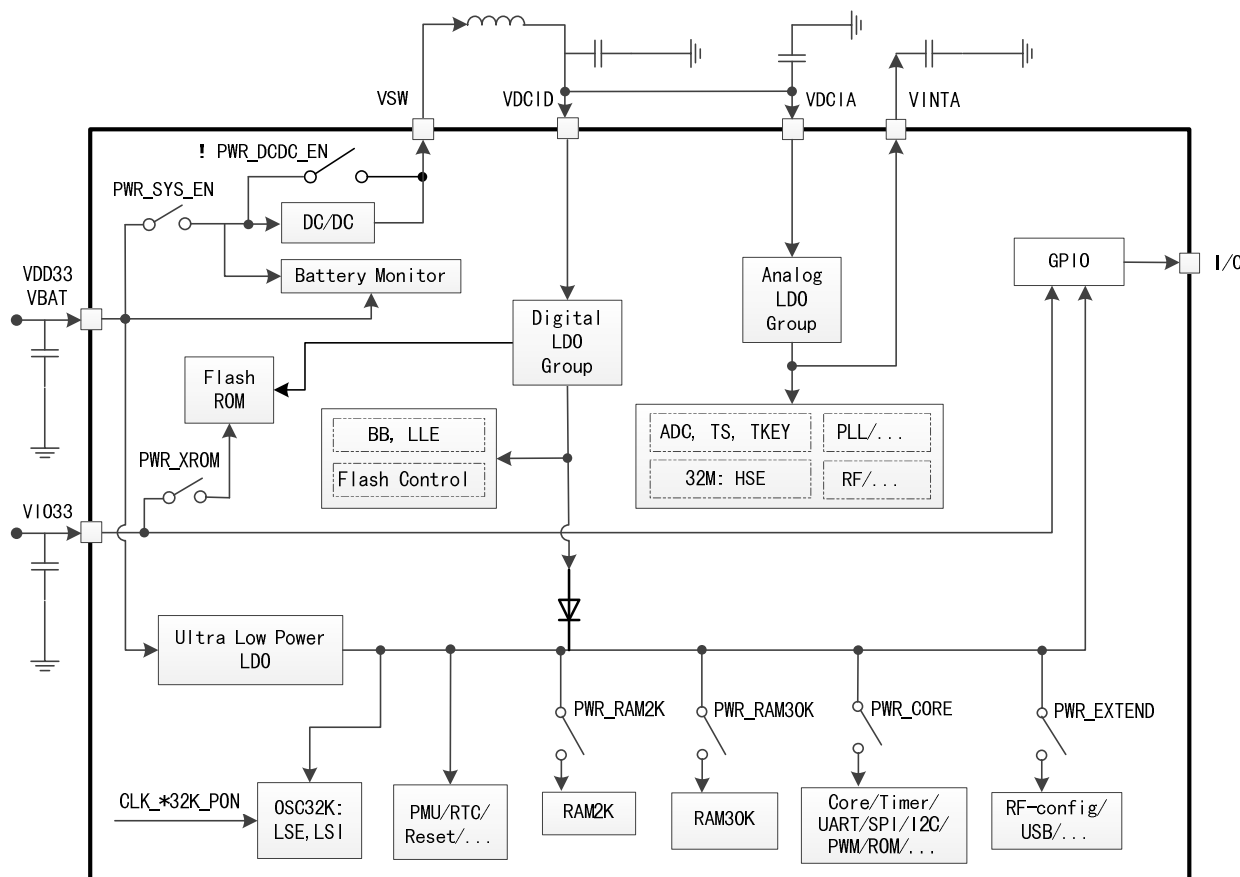 VSW
VDCID
VDCIA
VINTA
! PWR_DCDC_EN
PWR_SYS_EN
DC/DC
Battery Monitor
VDD33
VBAT
GPIO
I/O
Analog
LDO
Group
Digital
LDO
Group
Flash
ROM
BB, LLE
Flash Control
ADC, TS, TKEY
PLL/...
32M: HSE
RF/...
PWR_XROM
VIO33
Ultra Low Power
LDO
PWR_RAM2K
PWR_RAM30K
PWR_CORE
PWR_EXTEND
CLK_*32K_PON
OSC32K:
LSE, LSI
PMU/RTC/
Reset/...
RAM2K
RAM30K
Core/Timer/
UART/SPI/I2C/
PWM/ROM/...
RF-config/
USB/...